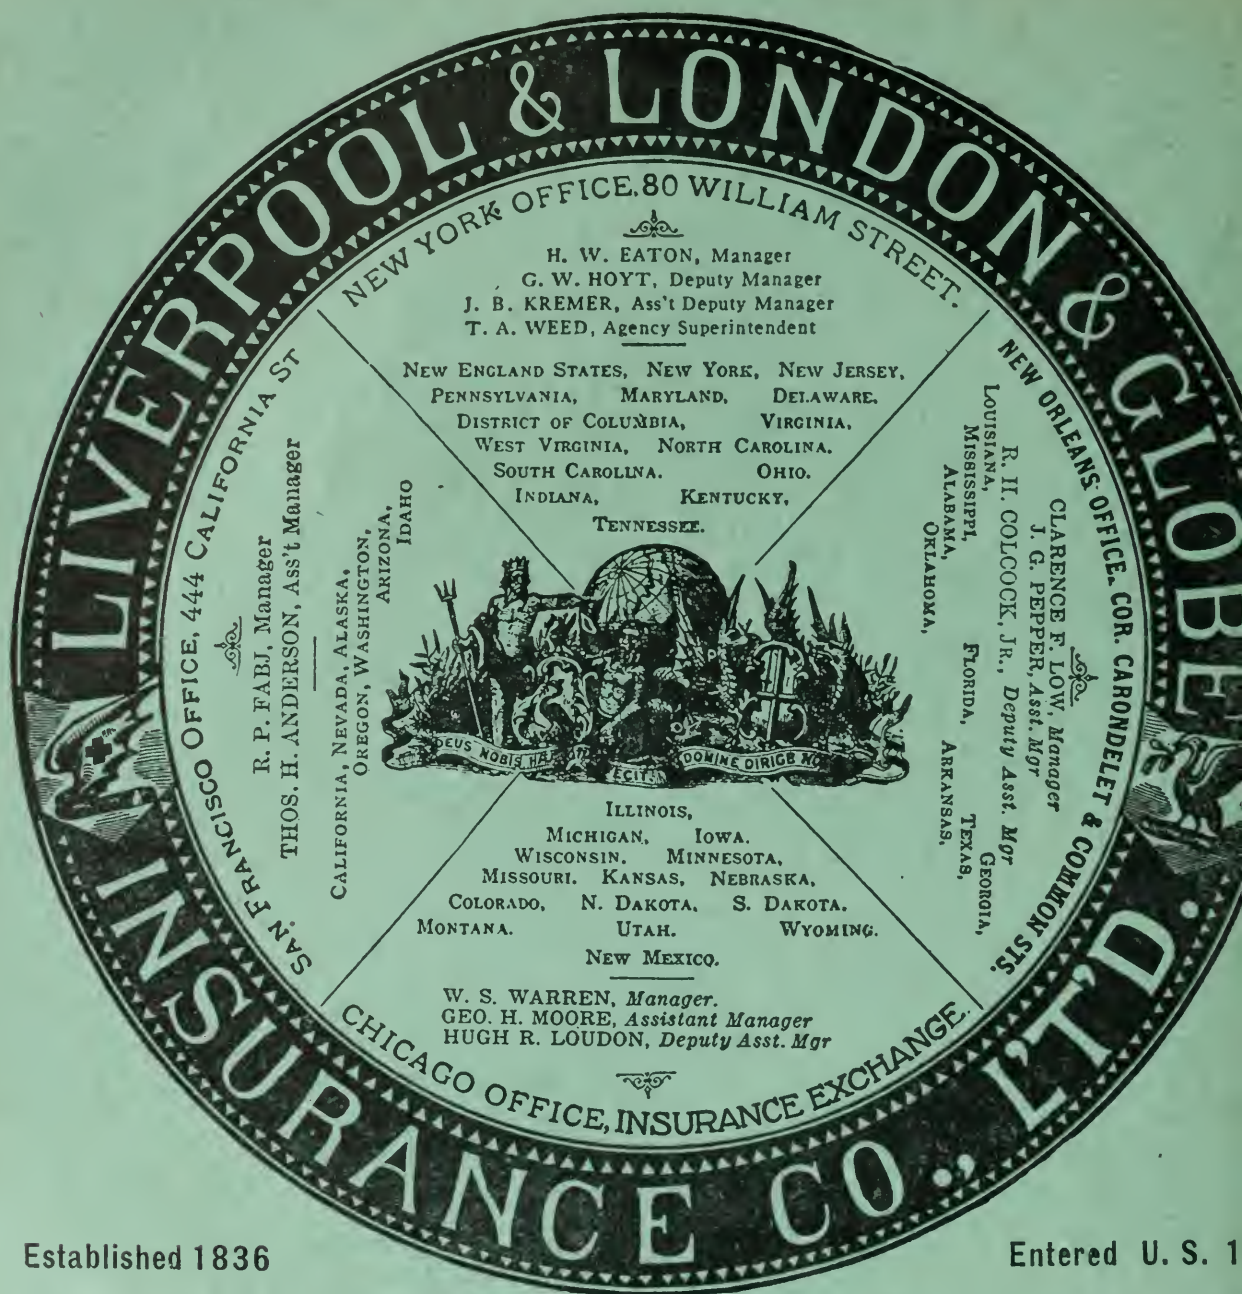 LIVERPOOL & LONDON & GLOBE
INSURANCE CO., L'T'D.
NEW YORK OFFICE. 80 WILLIAM STREET.
H. W. EATON, Manager
G. W. HOYT, Deputy Manager
J. B. KREMER, Ass't Deputy Manager
T. A. WEED, Agency Superintendent
NEW ENGLAND STATES, NEW YORK, NEW JERSEY,
PENNSYLVANIA, MARYLAND, DELAWARE.
DISTRICT OF COLUMBIA, VIRGINIA,
WEST VIRGINIA, NORTH CAROLINA.
SOUTH CAROLINA. OHIO.
INDIANA, KENTUCKY,
TENNESSEE.
SAN FRANCISCO OFFICE, 444 CALIFORNIA ST
R. P. FABJ, Manager
THOS. H. ANDERSON, Ass't Manager
CALIFORNIA, NEVADA, ALASKA,
OREGON, WASHINGTON,
ARIZONA,
IDAHO
NEW ORLEANS OFFICE. COR. CARONDELET & COMMON STS.
CLARENCE F. LOW, Manager
J. G. PEPPER, Asst. Mgr
R. H. COLCOCK, JR., Deputy Asst. Mgr
LOUISIANA, GEORGIA,
MISSISSIPPI, TEXAS,
ALABAMA, FLORIDA, ARKANSAS,
OKLAHOMA,
DEUS NOBIS HÆ
ECIT.
DOMINE DIRIGE NO
ILLINOIS,
MICHIGAN, IOWA.
WISCONSIN. MINNESOTA,
MISSOURI. KANSAS, NEBRASKA,
COLORADO, N. DAKOTA, S. DAKOTA.
MONTANA. UTAH. WYOMING.
NEW MEXICO.
W. S. WARREN, Manager.
GEO. H. MOORE, Assistant Manager
HUGH R. LOUDON, Deputy Asst. Mgr
CHICAGO OFFICE, INSURANCE EXCHANGE.
Established 1836
Entered U. S. 1